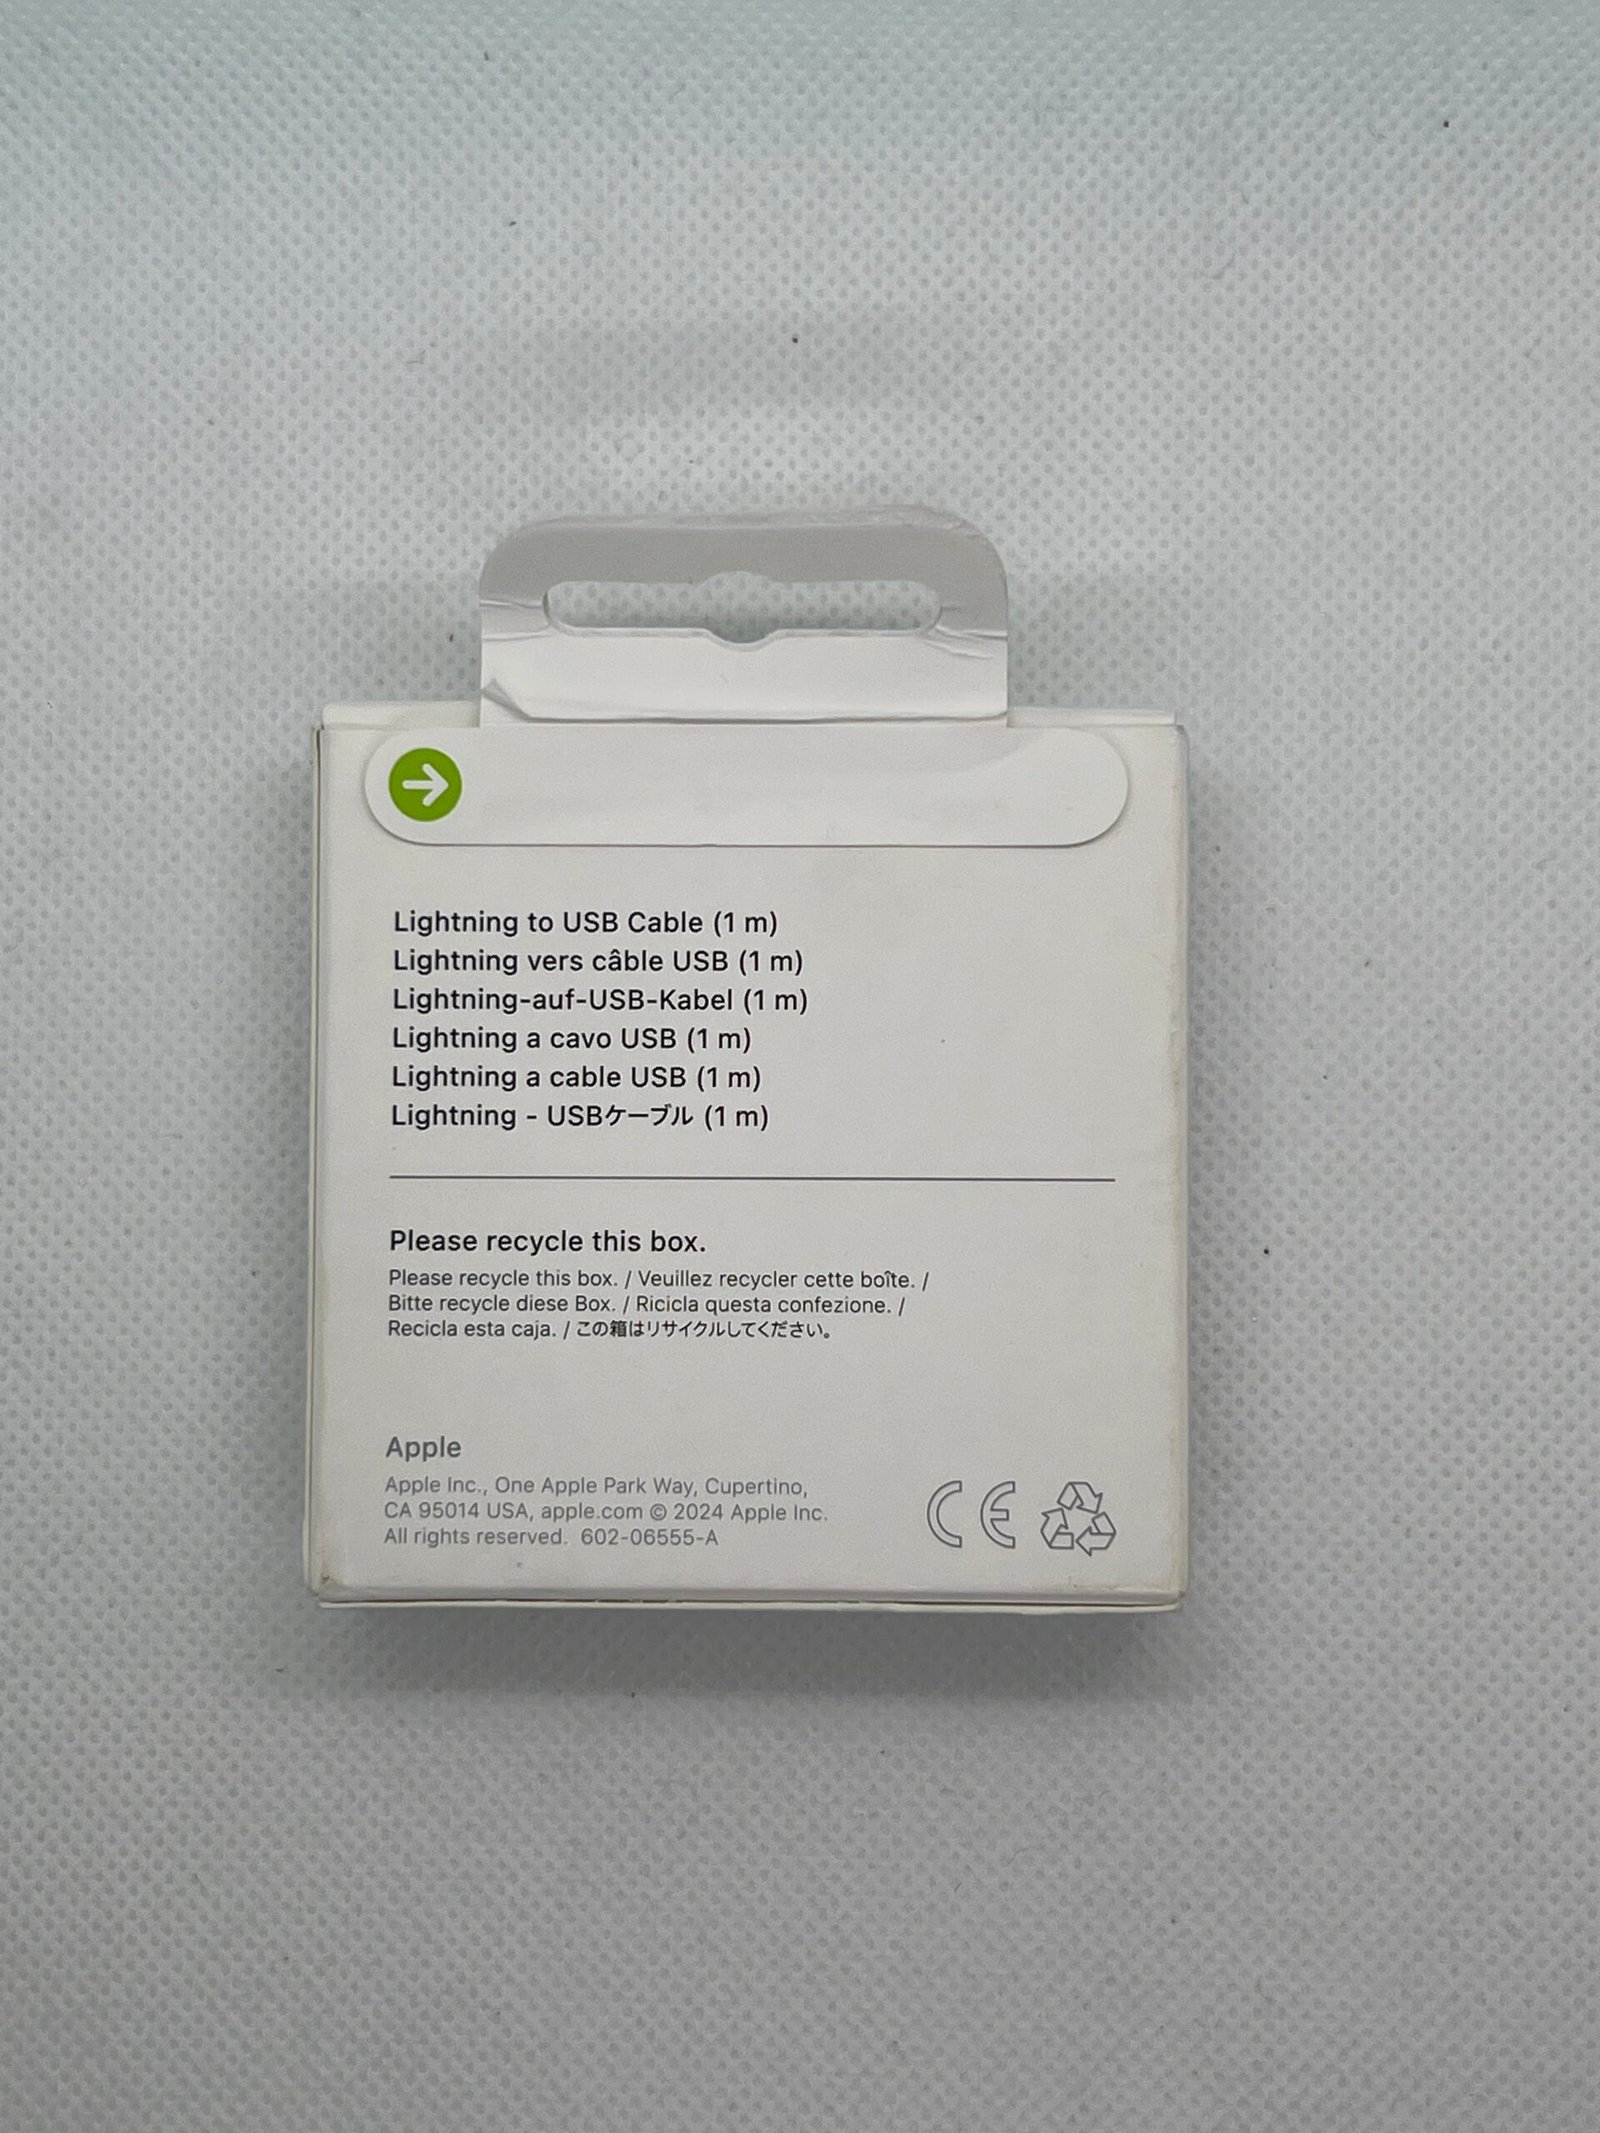 Lightning to USB Cable (1 m)
Lightning vers câble USB (1 m)
Lightning-auf-USB-Kabel (1 m)
Lightning a cavo USB (1 m)
Lightning a cable USB (1 m)
Lightning - USBケーブル (1 m)
Please recycle this box.
Please recycle this box. / Veuillez recycler cette boîte. /
Bitte recycle diese Box. / Ricicla questa confezione. /
Recicla esta caja. / この箱はリサイクルしてください。
Apple
Apple Inc., One Apple Park Way, Cupertino,
CA 95014 USA, apple.com © 2024 Apple Inc.
All rights reserved. 602-06555-A
CE